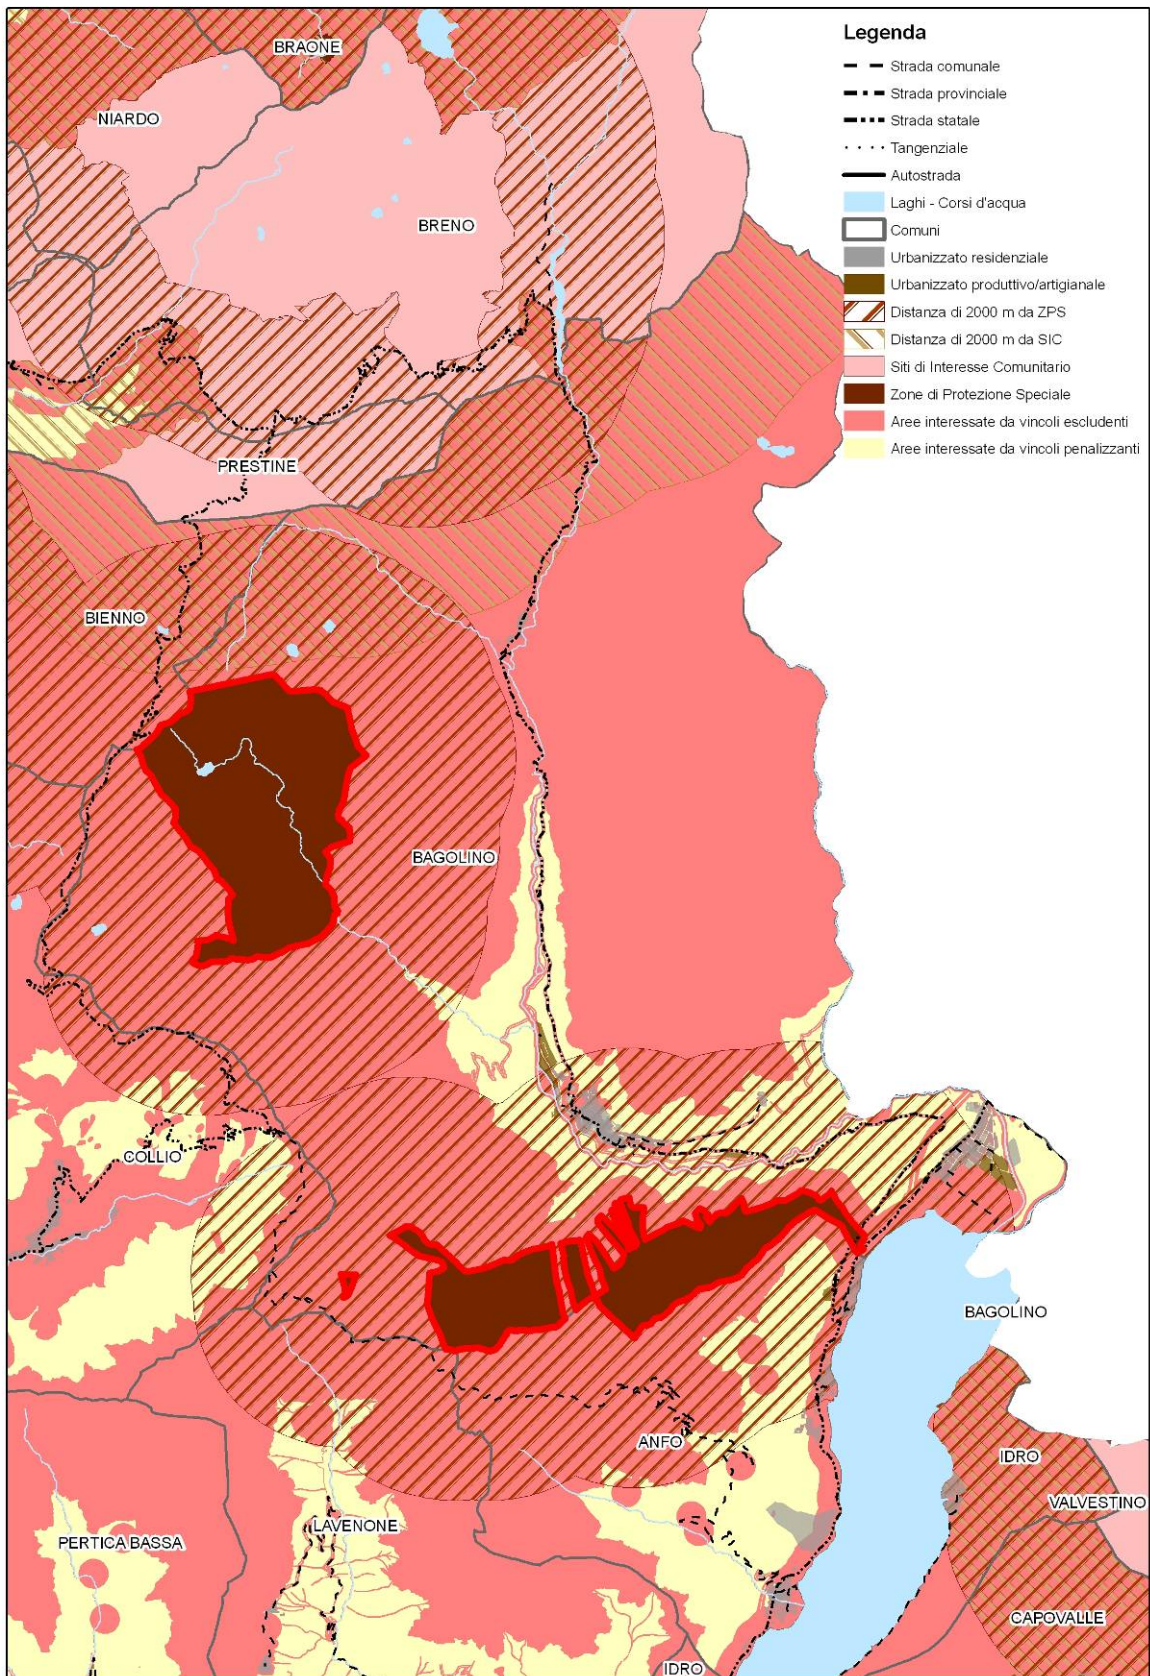 Legenda
Strada comunale
Strada provinciale
Strada statale
Tangenziale
Autostrada
Laghi - Corsi d'acqua
Comuni
Urbanizzato residenziale
Urbanizzato produttivo/artigianale
Distanza di 2000 m da ZPS
Distanza di 2000 m da SIC
Siti di Interesse Comunitario
Zone di Protezione Speciale
Aree interessate da vincoli escludenti
Aree interessate da vincoli penalizzanti
BRAONE
NIARDO
BRENO
PRESTINE
BIENNO
BAGOLINO
COLLIO
BAGOLINO
ANFO
IDRO
VALVESTINO
LAVENONE
PERTICA BASSA
CAPOVALLE
IDRO